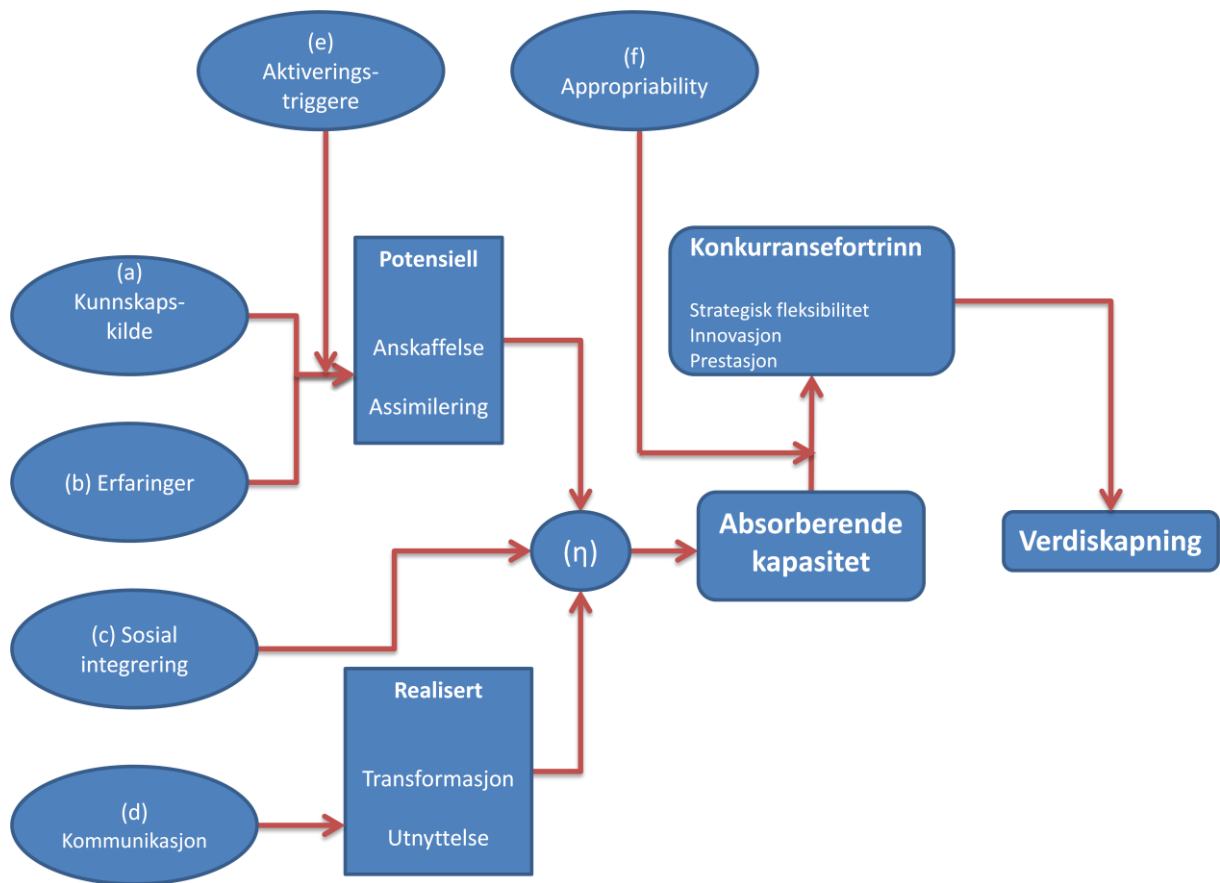 (e)
Aktiverings-
triggere
(f)
Appropriability
(a)
Kunnskaps-
kilde
(b) Erfaringer
(c) Sosial
integrering
(d)
Kommunikasjon
Potensiell
Anskaffelse
Assimilering
Realisert
Transformasjon
Utnyttelse
(η)
Absorberende
kapasitet
Konkurransefortrinn
Strategisk fleksibilitet
Innovasjon
Prestasjon
Verdiskapning